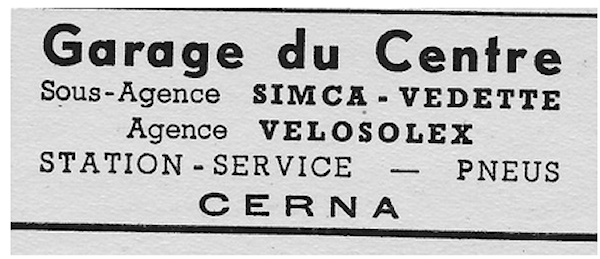 Garage du Centre
Sous-Agence SIMCA - VEDETTE
Agence VELOSOLEX
STATION - SERVICE — PNEUS
CERNA